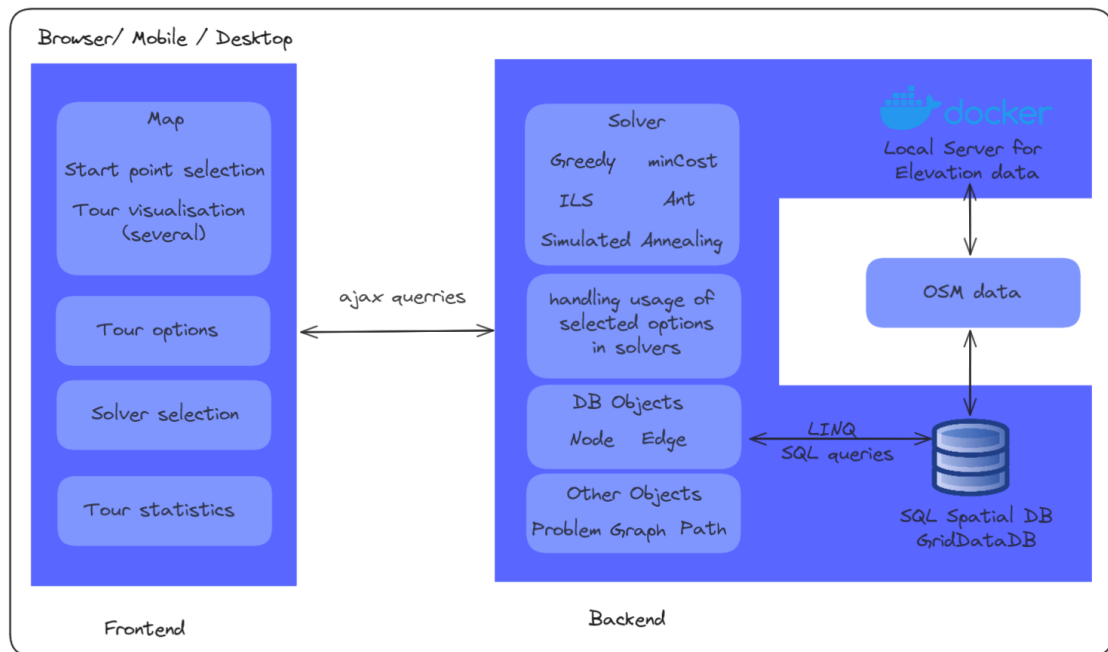 Browser/ Mobile / Desktop
Map
Start point selection
Tour visualisation
(several)
Tour options
Solver selection
Tour statistics
Frontend
ajax querries
Solver
Greedy minCost
ILS Ant
Simulated Annealing
handling usage of
selected options
in solvers
DB Objects
Node Edge
Other Objects
Problem Graph Path
Backend
docker
Local Server for
Elevation data
OSM data
LINQ
SQL queries
SQL Spatial DB
GridDataDB